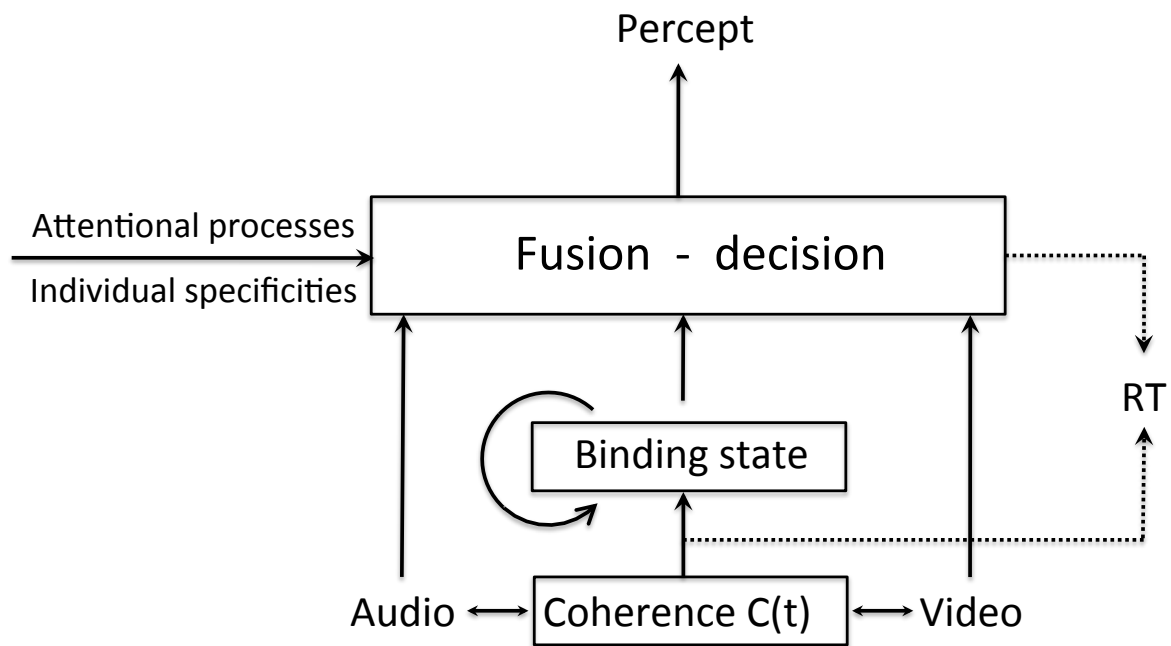 Percept
Attentional processes
Fusion - decision
Individual specificities
RT
Binding state
Audio
Coherence C(t)
Video